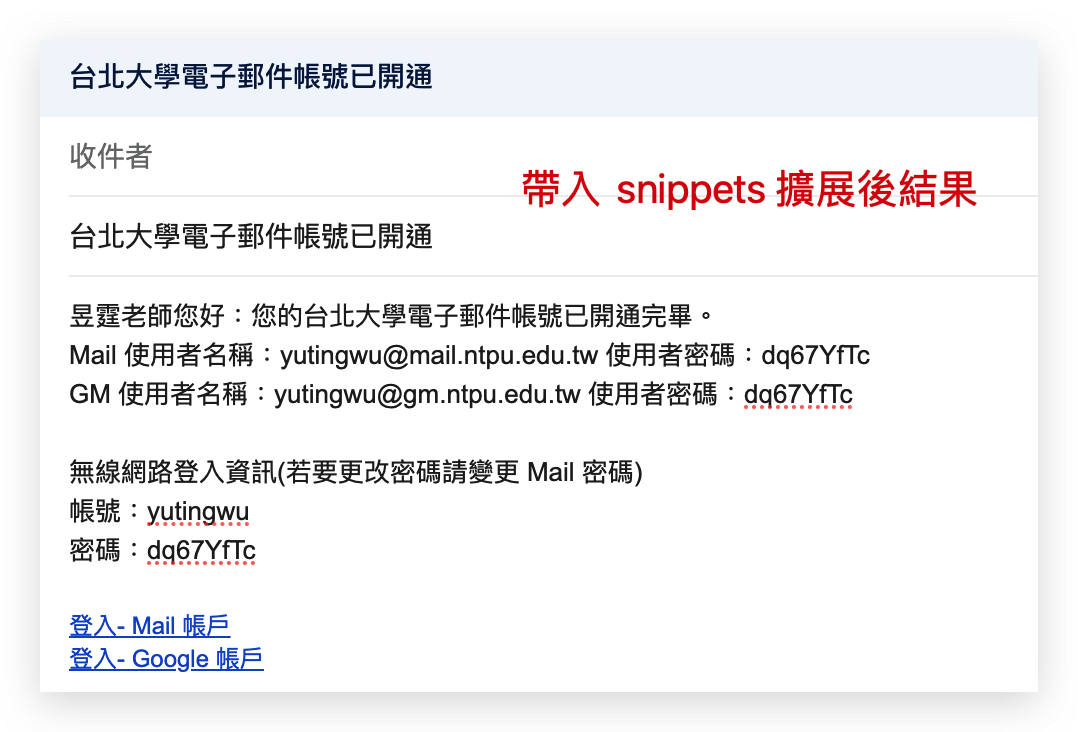 台北大學電子郵件帳號已開通
收件者
帶入 snippets 擴展後結果
台北大學電子郵件帳號已開通
昱霆老師您好：您的台北大學電子郵件帳號已開通完畢。
Mail 使用者名稱：yutingwu@mail.ntpu.edu.tw 使用者密碼：dq67YfTc
GM 使用者名稱：yutingwu@gm.ntpu.edu.tw 使用者密碼：dq67YfTc
無線網路登入資訊(若要更改密碼請變更 Mail 密碼)
帳號：yutingwu
密碼：dq67YfTc
登入- Mail 帳戶
登入- Google 帳戶